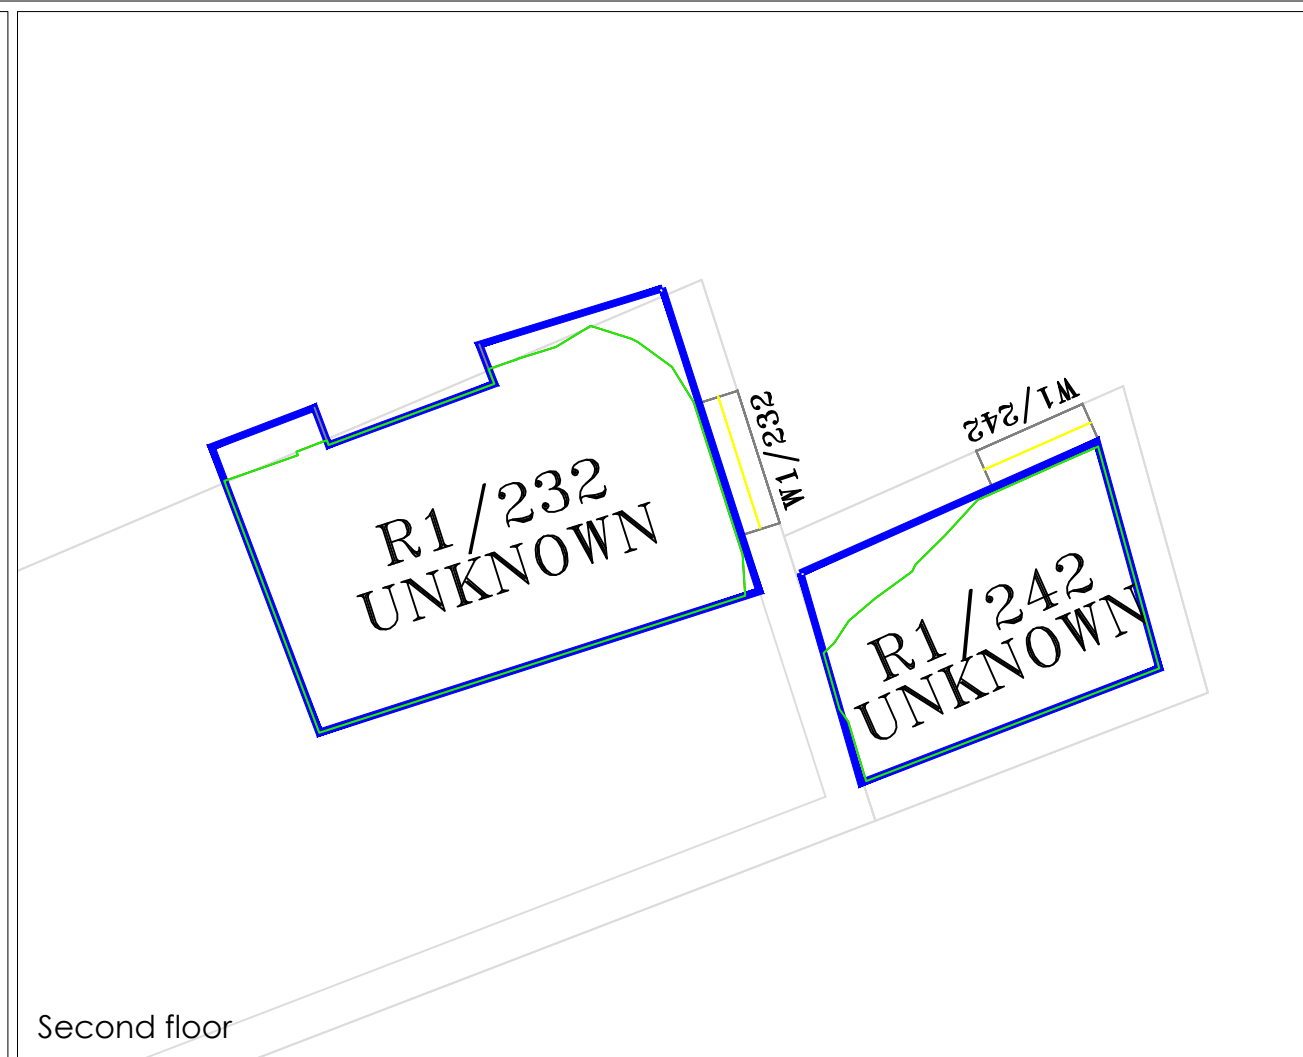 W1/232
W1/242
R1/232
UNKNOWN
R1/242
UNKNOWN
Second floor